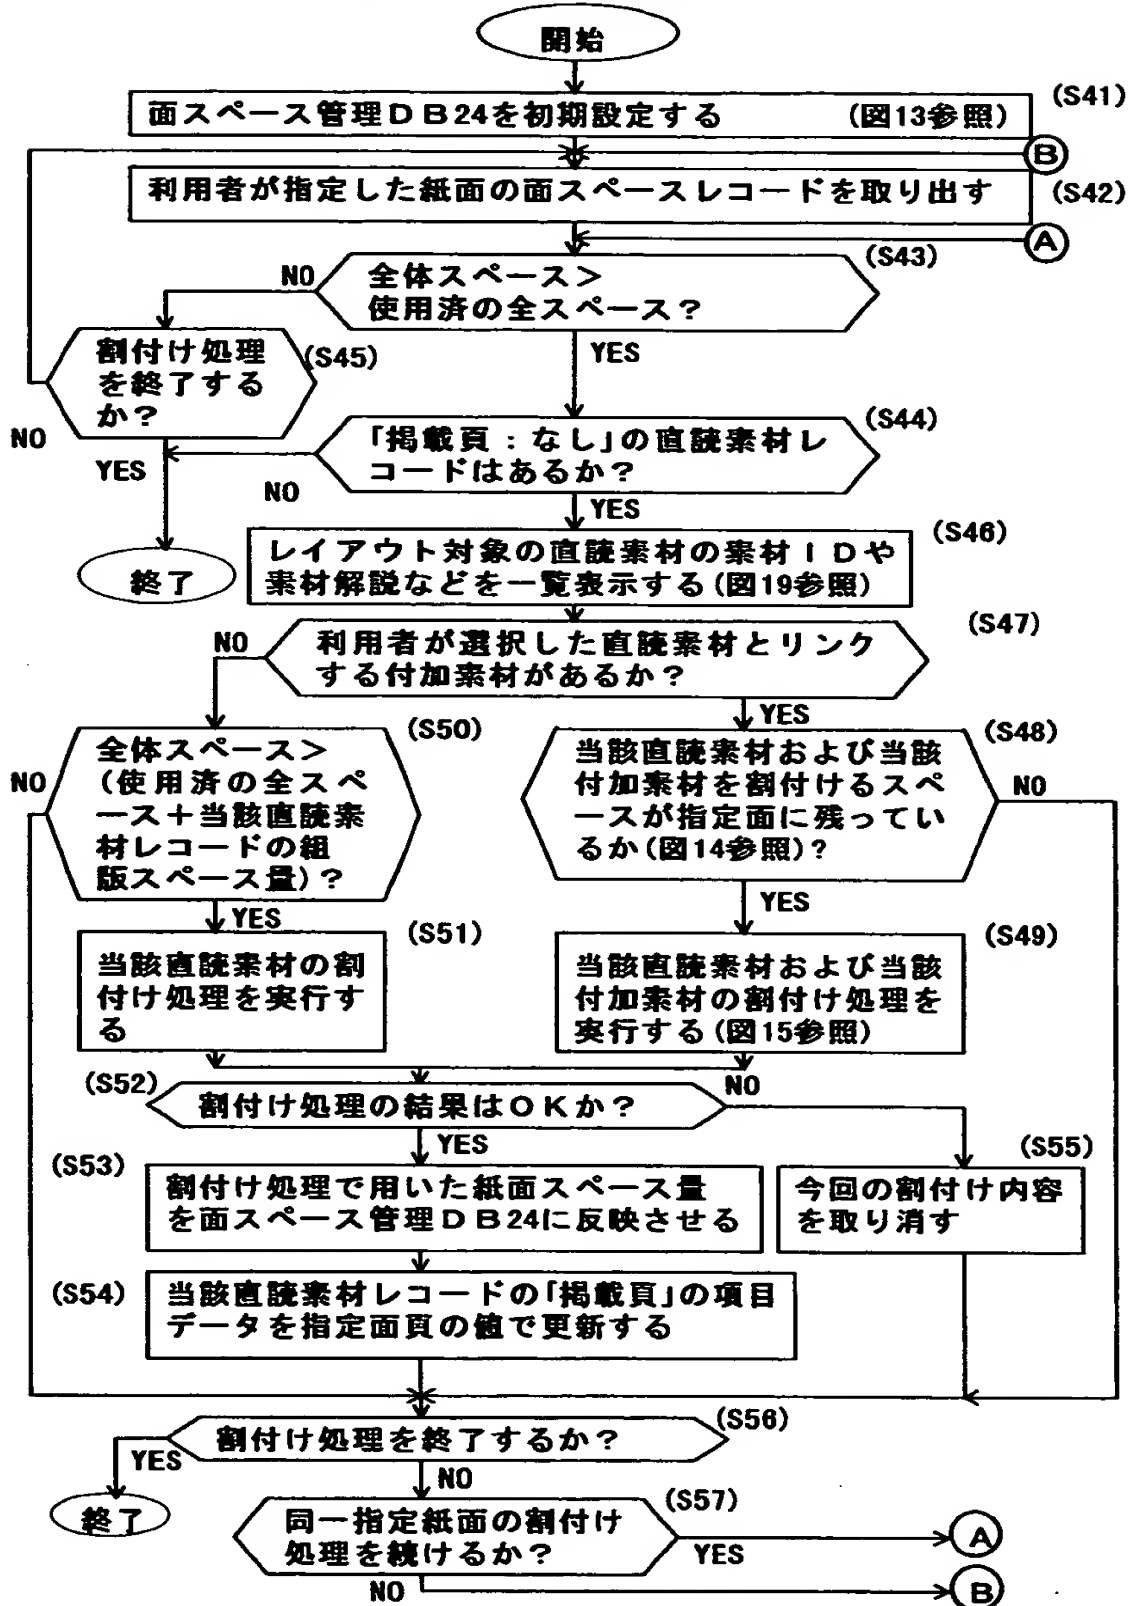 開始
(S41)
面スペース管理DB24を初期設定する (図13参照)
B
利用者が指定した紙面の面スペースレコードを取り出す
(S42)
A
(S43)
NO
全体スペース>
使用済の全スペース?
YES
割付け処理
を終了する
か?
(S45)
NO
YES
(S44)
「掲載頁:なし」の直読素材レ
コードはあるか?
NO
YES
終了
(S46)
レイアウト対象の直読素材の素材IDや
素材解説などを一覧表示する(図19参照)
(S47)
NO
利用者が選択した直読素材とリンク
する付加素材があるか?
YES
(S50)
NO
全体スペース>
(使用済の全スペ
ース+当該直読素
材レコードの組
版スペース量)?
YES
(S48)
当該直読素材および当該
付加素材を割付けるスペ
ースが指定面に残ってい
るか(図14参照)?
NO
YES
(S51)
当該直読素材の割
付け処理を実行す
る
(S49)
当該直読素材および当該
付加素材の割付け処理を
実行する(図15参照)
(S52)
割付け処理の結果はOKか?
NO
YES
(S53)
割付け処理で用いた紙面スペース量
を面スペース管理DB24に反映させる
(S55)
今回の割付け内容
を取り消す
(S54)
当該直読素材レコードの「掲載頁」の項目
データを指定面頁の値で更新する
(S56)
割付け処理を終了するか?
YES
NO
終了
(S57)
同一指定紙面の割付け
処理を続けるか?
YES
A
NO
B